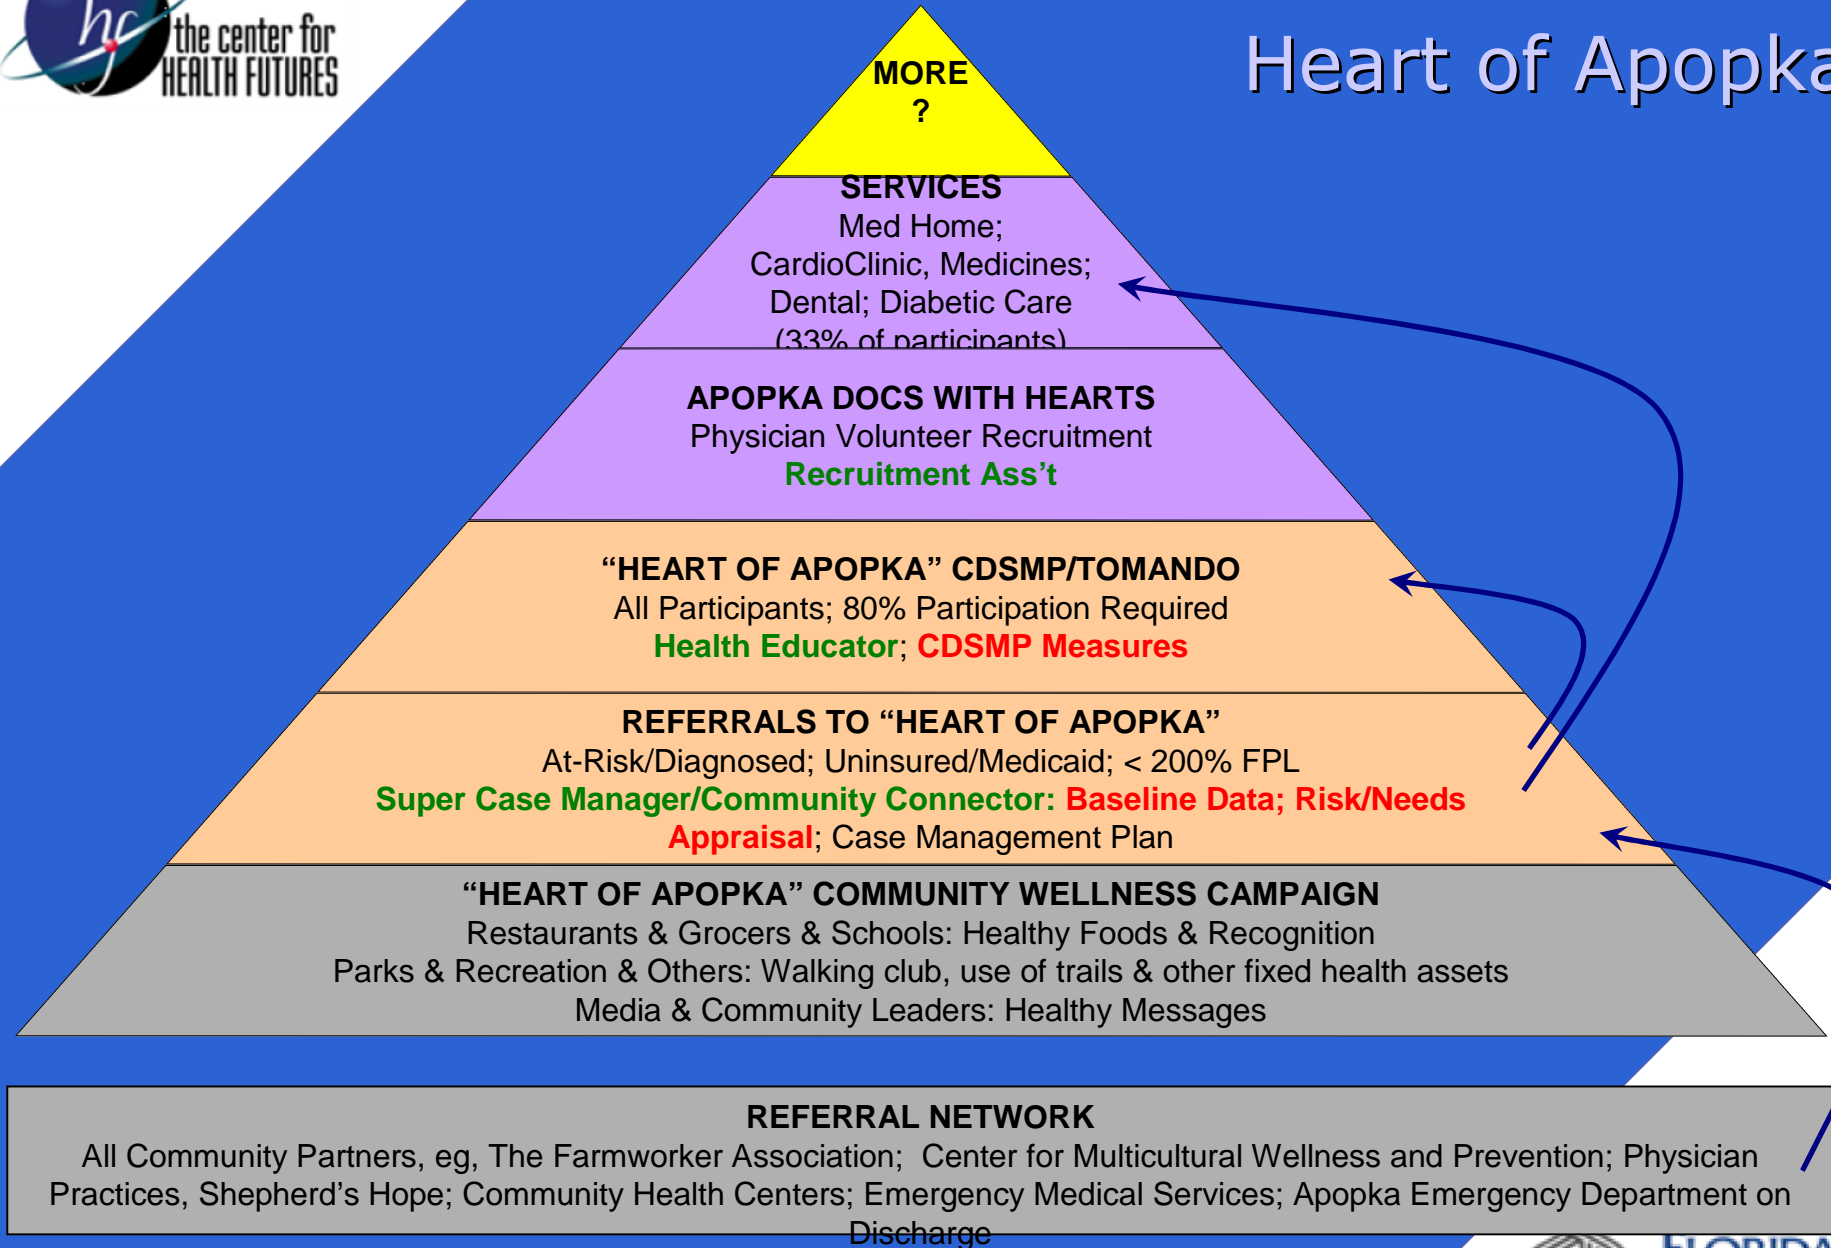 hc
the center for
HEALTH FUTURES
Heart of Apopka
MORE
?
SERVICES
Med Home;
CardioClinic, Medicines;
Dental; Diabetic Care
(33% of participants)
APOPKA DOCS WITH HEARTS
Physician Volunteer Recruitment
Recruitment Ass’t
“HEART OF APOPKA” CDSMP/TOMANDO
All Participants; 80% Participation Required
Health Educator; CDSMP Measures
REFERRALS TO “HEART OF APOPKA”
At-Risk/Diagnosed; Uninsured/Medicaid; < 200% FPL
Super Case Manager/Community Connector: Baseline Data; Risk/Needs
Appraisal; Case Management Plan
“HEART OF APOPKA” COMMUNITY WELLNESS CAMPAIGN
Restaurants & Grocers & Schools: Healthy Foods & Recognition
Parks & Recreation & Others: Walking club, use of trails & other fixed health assets
Media & Community Leaders: Healthy Messages
REFERRAL NETWORK
All Community Partners, eg, The Farmworker Association; Center for Multicultural Wellness and Prevention; Physician
Practices, Shepherd’s Hope; Community Health Centers; Emergency Medical Services; Apopka Emergency Department on
Discharge
FLORIDA